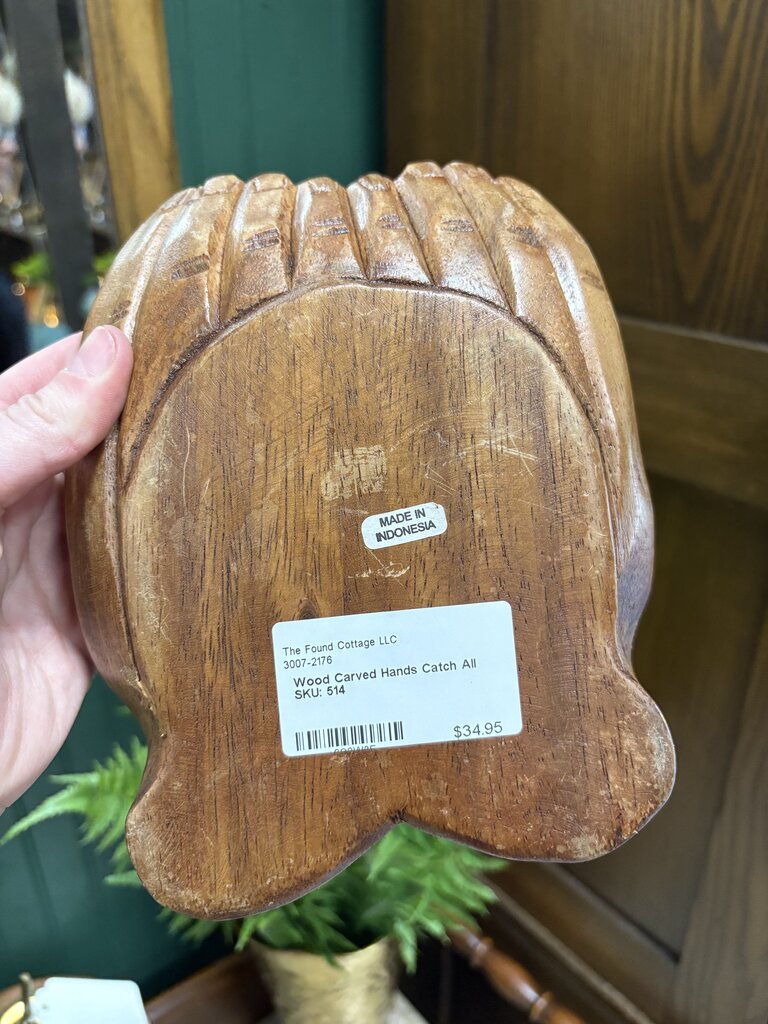 MADE IN
INDONESIA
The Found Cottage LLC
3007-2176
Wood Carved Hands Catch All
SKU: 514
$34.95